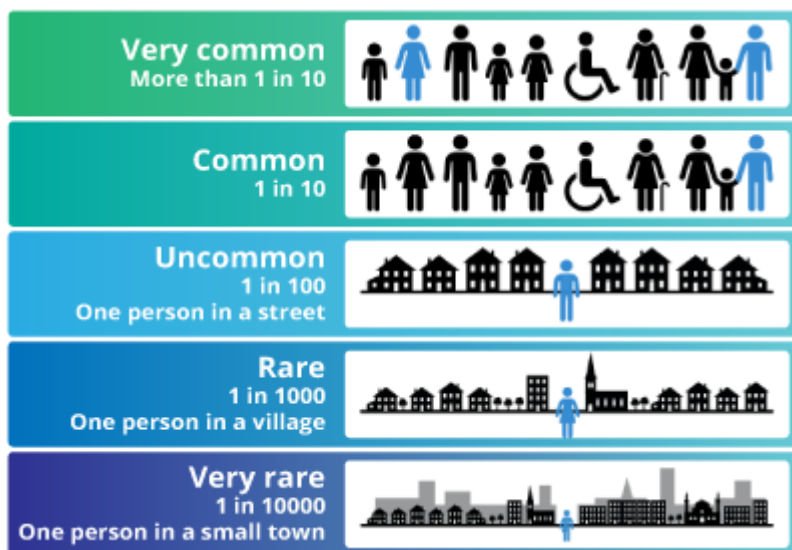 Very common
More than 1 in 10
Common
1 in 10
Uncommon
1 in 100
One person in a street
Rare
1 in 1000
One person in a village
Very rare
1 in 10000
One person in a small town